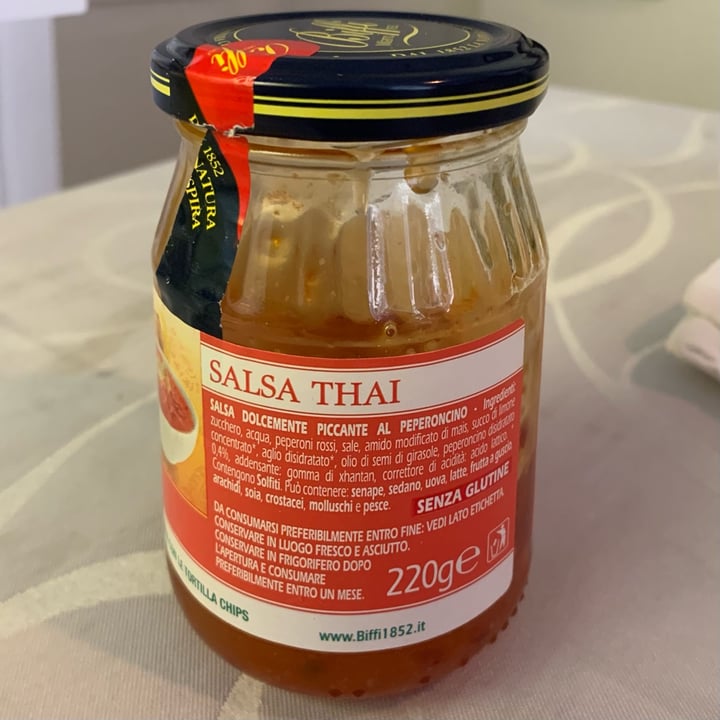 Biffi
1852
NATURA
SPIRA
SALSA THAI
SALSA DOLCEMENTE PICCANTE AL PEPERONCINO - Ingredienti:
zucchero, acqua, peperoni rossi, sale, amido modificato di mais, succo di limone
concentrato*, aglio disidratato*, olio di semi di girasole, peperoncino disidratato
0,4%, addensante: gomma di xhantan, correttore di acidità: acido lattico.
Contengono Solfiti. Può contenere: senape, sedano, uova, latte, frutta a guscio,
arachidi, soia, crostacei, molluschi e pesce.
SENZA GLUTINE
DA CONSUMARSI PREFERIBILMENTE ENTRO FINE: VEDI LATO ETICHETTA
CONSERVARE IN LUOGO FRESCO E ASCIUTTO.
CONSERVARE IN FRIGORIFERO DOPO
L'APERTURA E CONSUMARE
PREFERIBILMENTE ENTRO UN MESE.
220g e
LE TORTILLA CHIPS
www.Biffi1852.it